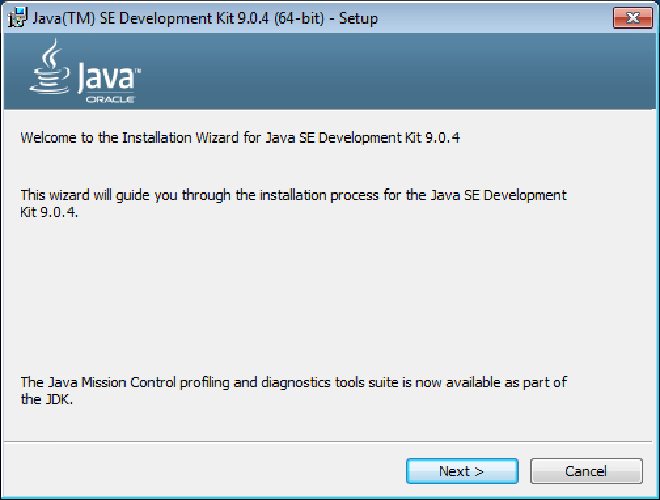 Java(TM) SE Development Kit 9.0.4 (64-bit) - Setup
Java™
ORACLE
Welcome to the Installation Wizard for Java SE Development Kit 9.0.4
This wizard will guide you through the installation process for the Java SE Development
Kit 9.0.4.
The Java Mission Control profiling and diagnostics tools suite is now available as part of
the JDK.
Next >
Cancel